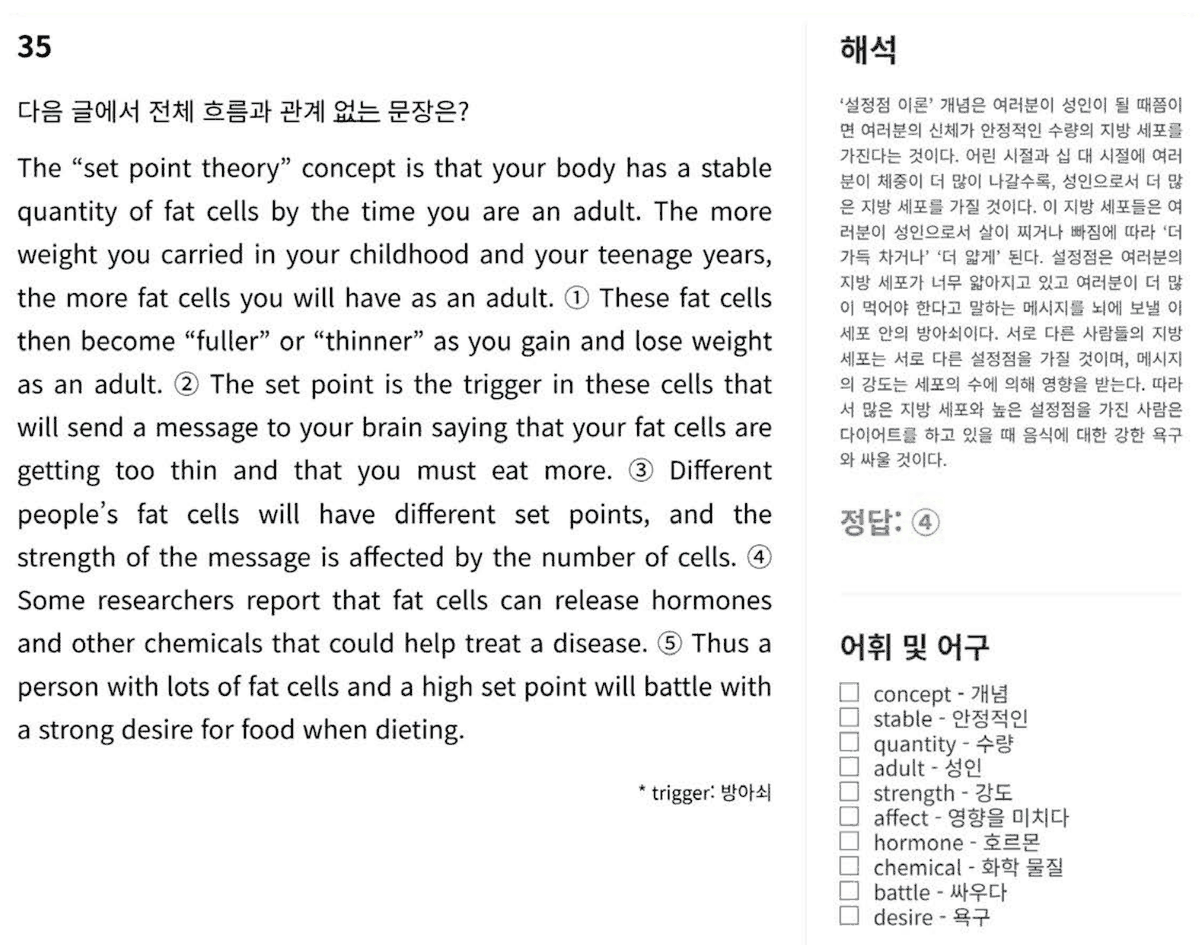 35
다음 글에서 전체 흐름과 관계 없는 문장은?
The “set point theory” concept is that your body has a stable
quantity of fat cells by the time you are an adult. The more
weight you carried in your childhood and your teenage years,
the more fat cells you will have as an adult. ① These fat cells
then become “fuller” or “thinner” as you gain and lose weight
as an adult. ② The set point is the trigger in these cells that
will send a message to your brain saying that your fat cells are
getting too thin and that you must eat more. ③ Different
people’s fat cells will have different set points, and the
strength of the message is affected by the number of cells. ④
Some researchers report that fat cells can release hormones
and other chemicals that could help treat a disease. ⑤ Thus a
person with lots of fat cells and a high set point will battle with
a strong desire for food when dieting.
* trigger: 방아쇠
해석
‘설정점 이론’ 개념은 여러분이 성인이 될 때쯤이
면 여러분의 신체가 안정적인 수량의 지방 세포를
가진다는 것이다. 어린 시절과 십 대 시절에 여러
분이 체중이 더 많이 나갈수록, 성인으로서 더 많
은 지방 세포를 가질 것이다. 이 지방 세포들은 여
러분이 성인으로서 살이 찌거나 빠짐에 따라 ‘더
가득 차거나’ ‘더 얇게’ 된다. 설정점은 여러분의
지방 세포가 너무 얇아지고 있고 여러분이 더 많
이 먹어야 한다고 말하는 메시지를 뇌에 보낼 이
세포 안의 방아쇠이다. 서로 다른 사람들의 지방
세포는 서로 다른 설정점을 가질 것이며, 메시지
의 강도는 세포의 수에 의해 영향을 받는다. 따라
서 많은 지방 세포와 높은 설정점을 가진 사람은
다이어트를 하고 있을 때 음식에 대한 강한 욕구
와 싸울 것이다.
정답: ④
어휘 및 어구
□ concept - 개념
□ stable - 안정적인
□ quantity - 수량
□ adult - 성인
□ strength - 강도
□ affect - 영향을 미치다
□ hormone - 호르몬
□ chemical - 화학 물질
□ battle - 싸우다
□ desire - 욕구